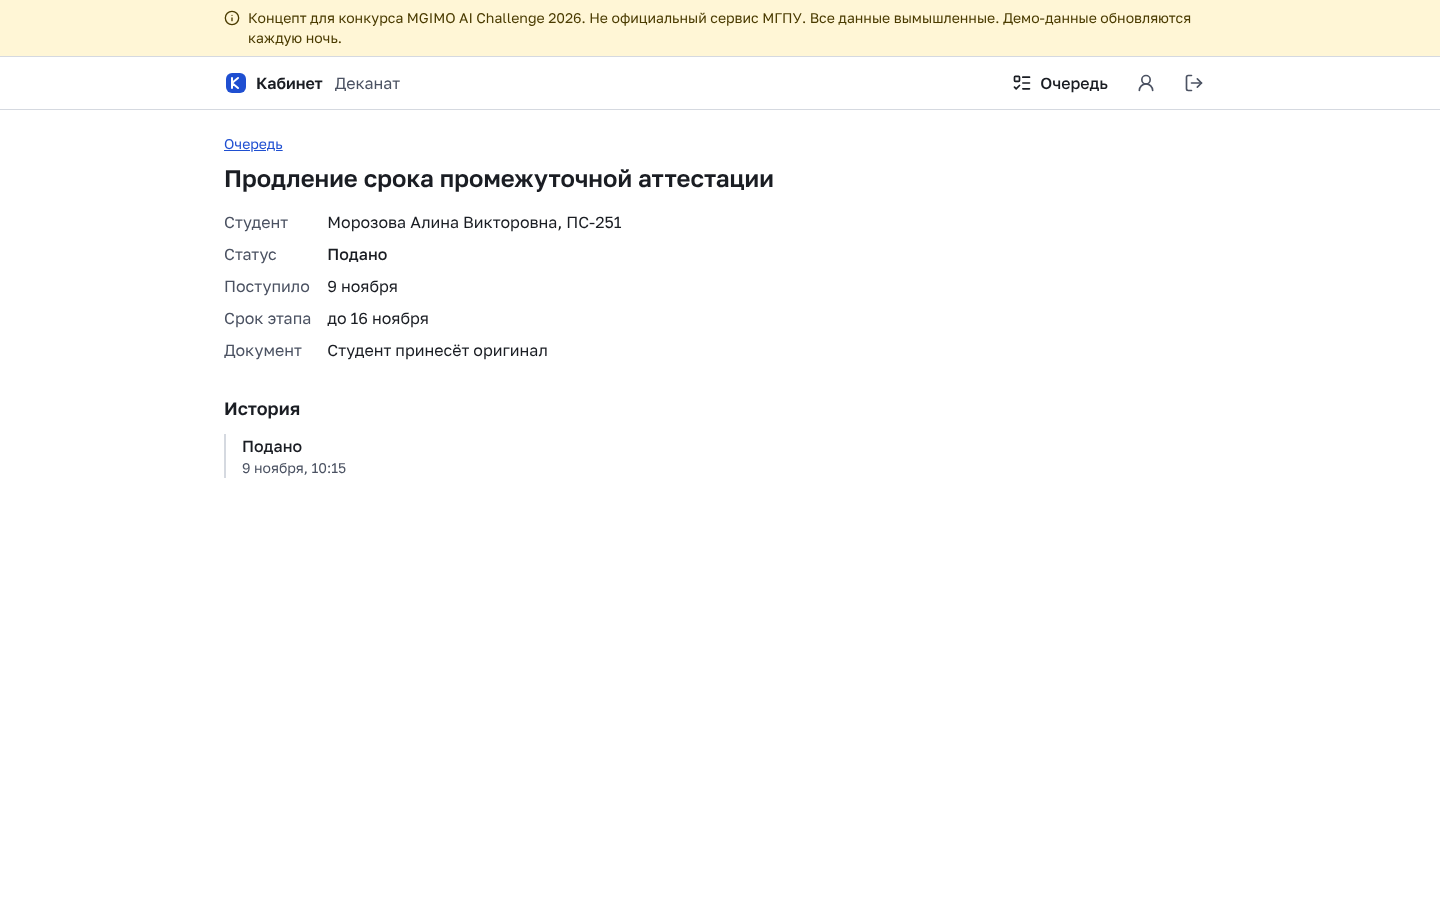 Концепт для конкурса MGIMO AI Challenge 2026. Не официальный сервис МГПУ. Все данные вымышленные. Демо-данные обновляются
каждую ночь.
Кабинет Деканат Очередь
Очередь
Продление срока промежуточной аттестации
Студент Морозова Алина Викторовна, ПС-251
Статус Подано
Поступило 9 ноября
Срок этапа до 16 ноября
Документ Студент принесёт оригинал
История
Подано
9 ноября, 10:15